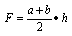 F = (a+b)/2 • h